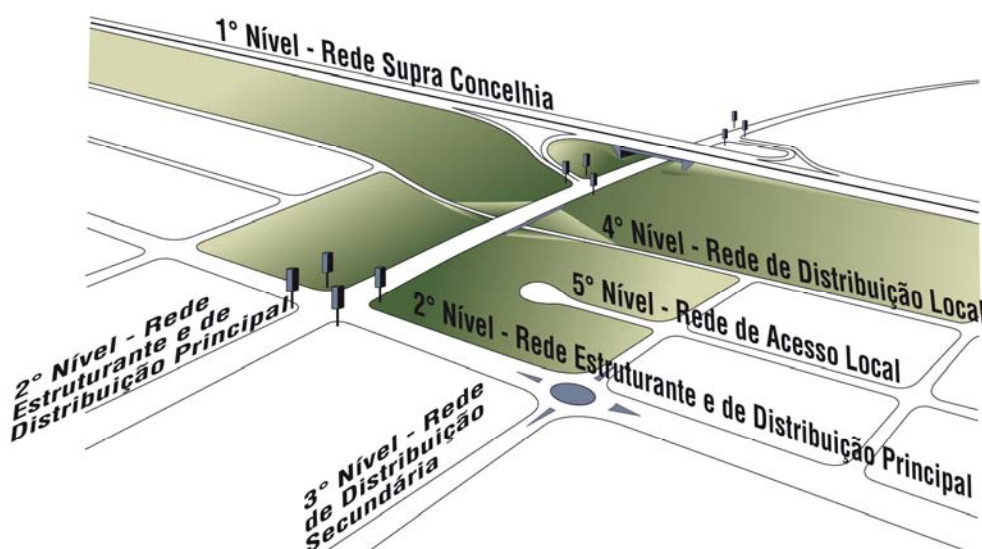 1° Nível - Rede Supra Concelhia
4° Nível - Rede de Distribuição Local
5° Nível - Rede de Acesso Local
2° Nível - Rede Estruturante e de Distribuição Principal
2° Nível - Rede
Estruturante e de
Distribuição Principal
3° Nível - Rede
de Distribuição
Secundária